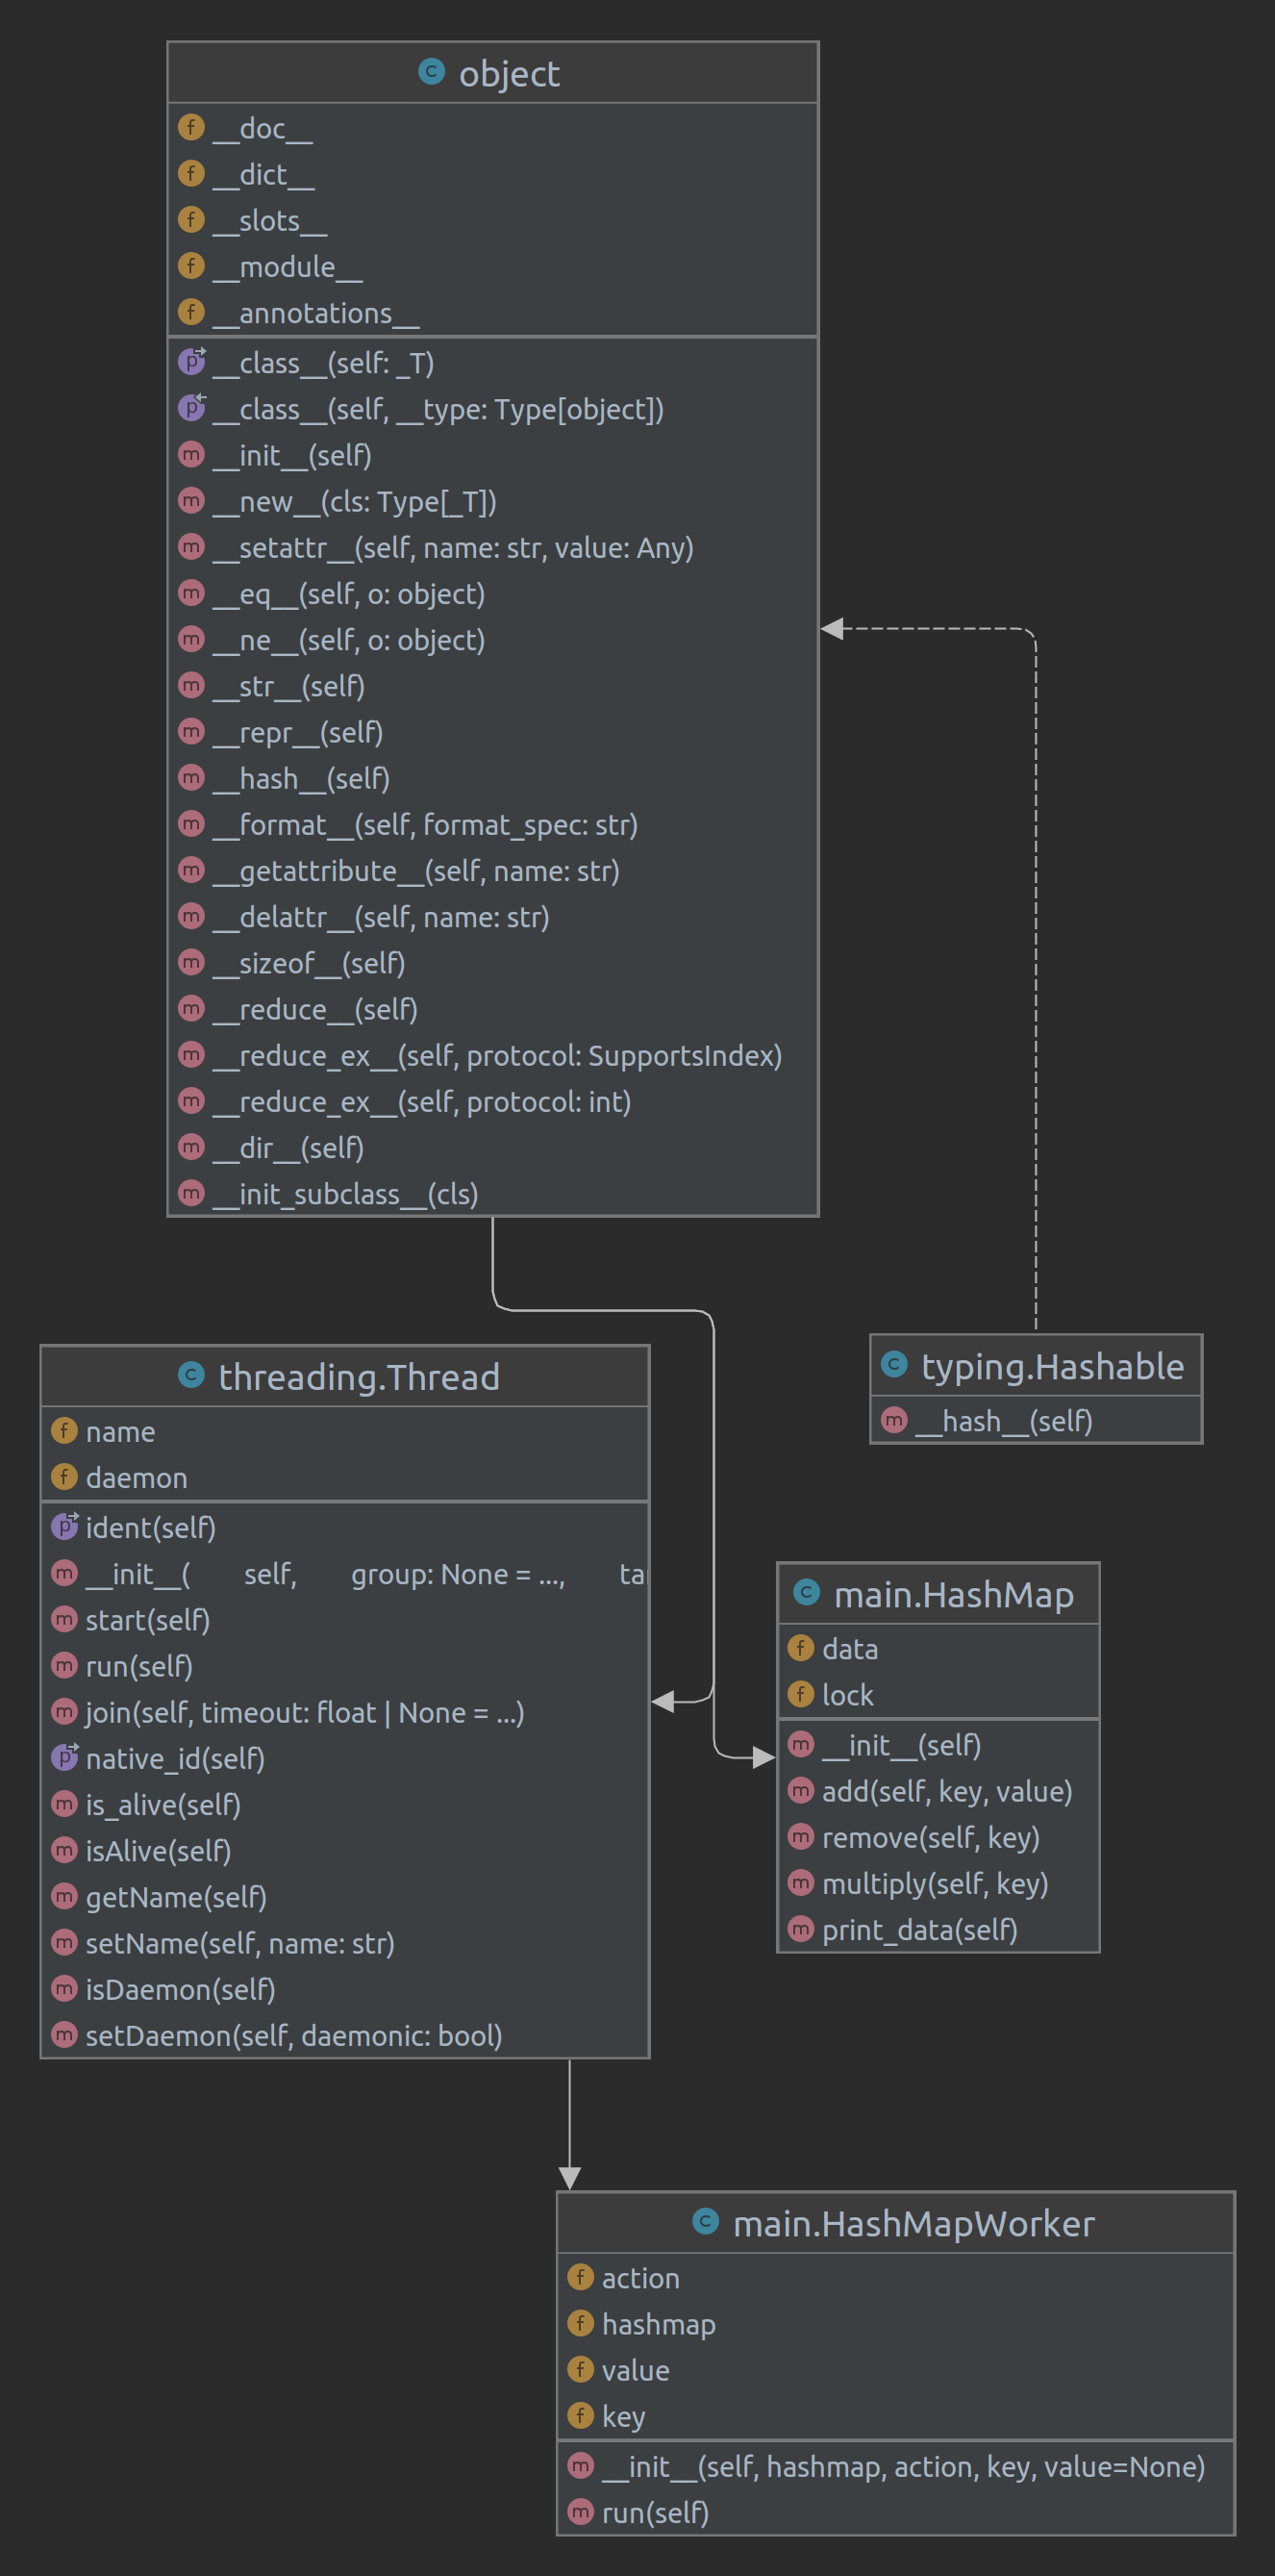 object
__doc__
__dict__
__slots__
__module__
__annotations__
__class__(self: _T)
__class__(self, __type: Type[object])
__init__(self)
__new__(cls: Type[_T])
__setattr__(self, name: str, value: Any)
__eq__(self, o: object)
__ne__(self, o: object)
__str__(self)
__repr__(self)
__hash__(self)
__format__(self, format_spec: str)
__getattribute__(self, name: str)
__delattr__(self, name: str)
__sizeof__(self)
__reduce__(self)
__reduce_ex__(self, protocol: SupportsIndex)
__reduce_ex__(self, protocol: int)
__dir__(self)
__init_subclass__(cls)
typing.Hashable
__hash__(self)
threading.Thread
name
daemon
ident(self)
__init__( self, group: None = ..., ta
start(self)
run(self)
join(self, timeout: float | None = ...)
native_id(self)
is_alive(self)
isAlive(self)
getName(self)
setName(self, name: str)
isDaemon(self)
setDaemon(self, daemonic: bool)
main.HashMap
data
lock
__init__(self)
add(self, key, value)
remove(self, key)
multiply(self, key)
print_data(self)
main.HashMapWorker
action
hashmap
value
key
__init__(self, hashmap, action, key, value=None)
run(self)